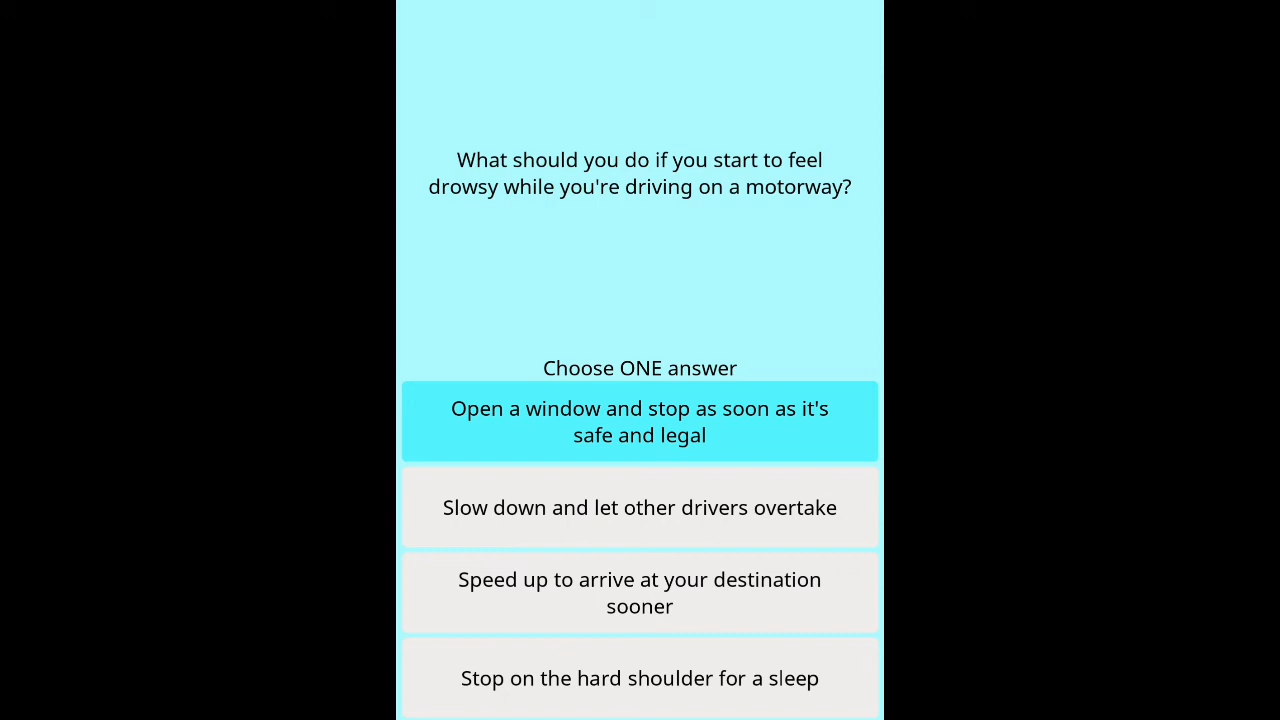 What should you do if you start to feel
drowsy while you're driving on a motorway?
Choose ONE answer
Open a window and stop as soon as it's
safe and legal
Slow down and let other drivers overtake
Speed up to arrive at your destination
sooner
Stop on the hard shoulder for a sleep